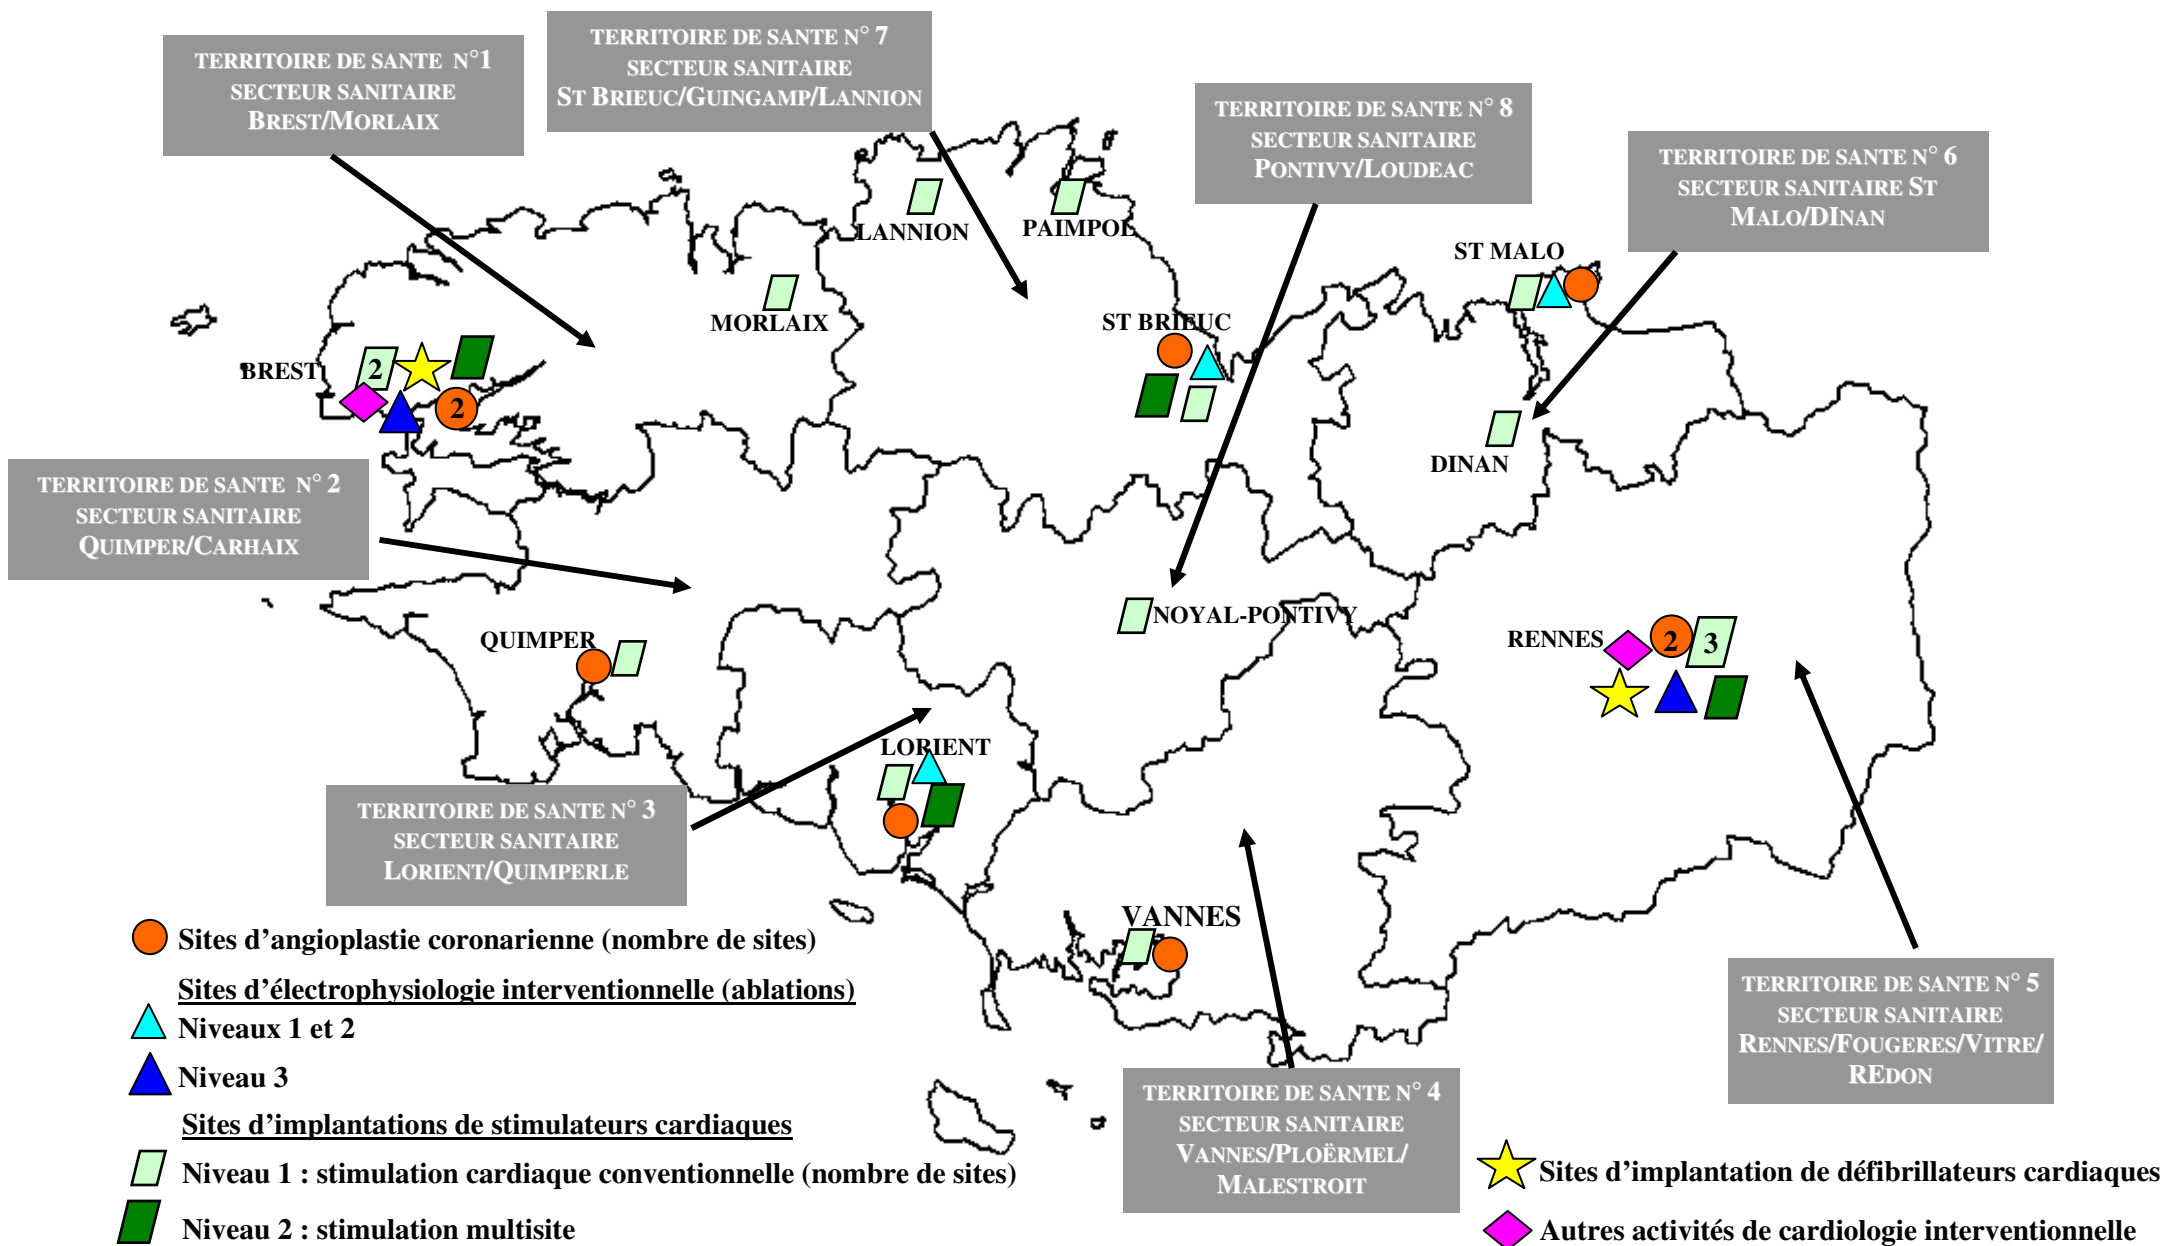 TERRITOIRE DE SANTE N°1
SECTEUR SANITAIRE
BREST/MORLAIX
TERRITOIRE DE SANTE N° 7
SECTEUR SANITAIRE
ST BRIEUC/GUINGAMP/LANNION
TERRITOIRE DE SANTE N° 8
SECTEUR SANITAIRE
PONTIVY/LOUDEAC
TERRITOIRE DE SANTE N° 6
SECTEUR SANITAIRE ST
MALO/DINAN
LANNION
PAIMPOL
ST MALO
MORLAIX
ST BRIEUC
BREST
2
2
DINAN
TERRITOIRE DE SANTE N° 2
SECTEUR SANITAIRE
QUIMPER/CARHAIX
NOYAL-PONTIVY
QUIMPER
RENNES
2
3
LORIENT
TERRITOIRE DE SANTE N° 3
SECTEUR SANITAIRE
LORIENT/QUIMPERLE
VANNES
Sites d'angioplastie coronarienne (nombre de sites)
Sites d'électrophysiologie interventionnelle (ablations)
Niveaux 1 et 2
Niveau 3
Sites d'implantations de stimulateurs cardiaques
Niveau 1 : stimulation cardiaque conventionnelle (nombre de sites)
Niveau 2 : stimulation multisite
TERRITOIRE DE SANTE N° 4
SECTEUR SANITAIRE
VANNES/PLOËRMEL/
MALESTROIT
TERRITOIRE DE SANTE N° 5
SECTEUR SANITAIRE
RENNES/FOUGERES/VITRE/
REDON
Sites d'implantation de défibrillateurs cardiaques
Autres activités de cardiologie interventionnelle